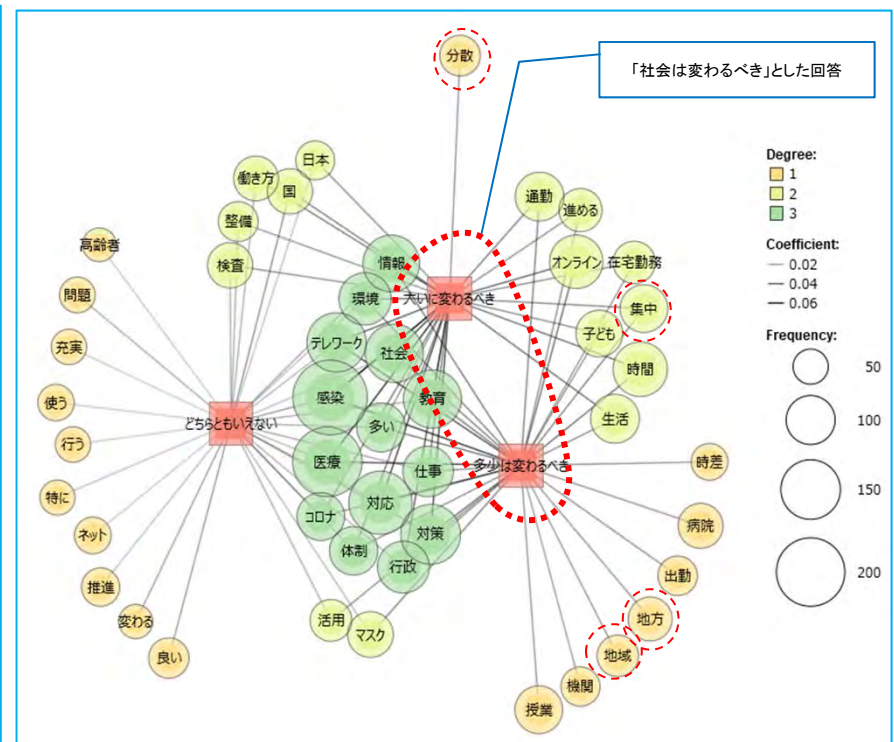 分散
「社会は変わるべき」とした回答
日本
働き方
国
整備
検査
高齢者
問題
充実
使う
行う
特に
ネット
推進
変わる
良い
どちらともいえない
情報
環境
テレワーク
社会
感染
教育
多い
医療
仕事
対応
コロナ
対策
体制
行政
活用
マスク
大いに変わるべき
多少は変わるべき
通勤
進める
オンライン
在宅勤務
集中
子ども
時間
生活
時差
病院
出勤
地方
地域
機関
授業
Degree:
1
2
3
Coefficient:
0.02
0.04
0.06
Frequency:
50
100
150
200